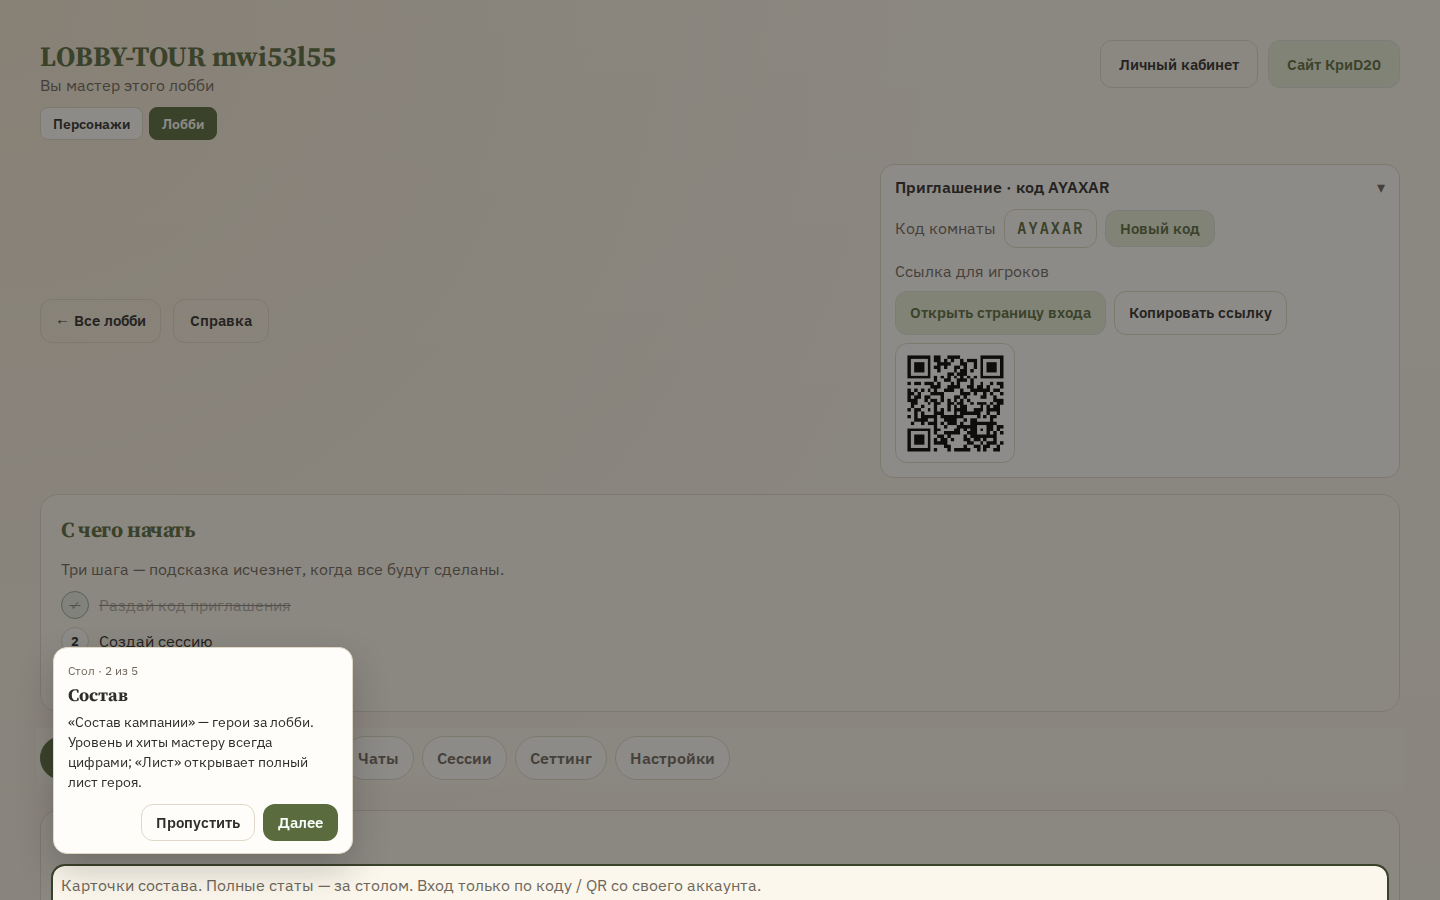 LOBBY-TOUR mwi53l55
Вы мастер этого лобби
Персонажи
Лобби
Личный кабинет
Сайт КриD20
Приглашение · код AYAXAR
Код комнаты
AYAXAR
Новый код
Ссылка для игроков
Открыть страницу входа
Копировать ссылку
← Все лобби
Справка
С чего начать
Три шага — подсказка исчезнет, когда все будут сделаны.
Раздай код приглашения
2 Создай сессию
Стол · 2 из 5
Состав
«Состав кампании» — герои за лобби.
Уровень и хиты мастеру всегда
цифрами; «Лист» открывает полный
лист героя.
Пропустить
Далее
Чаты
Сессии
Сеттинг
Настройки
Карточки состава. Полные статы — за столом. Вход только по коду / QR со своего аккаунта.